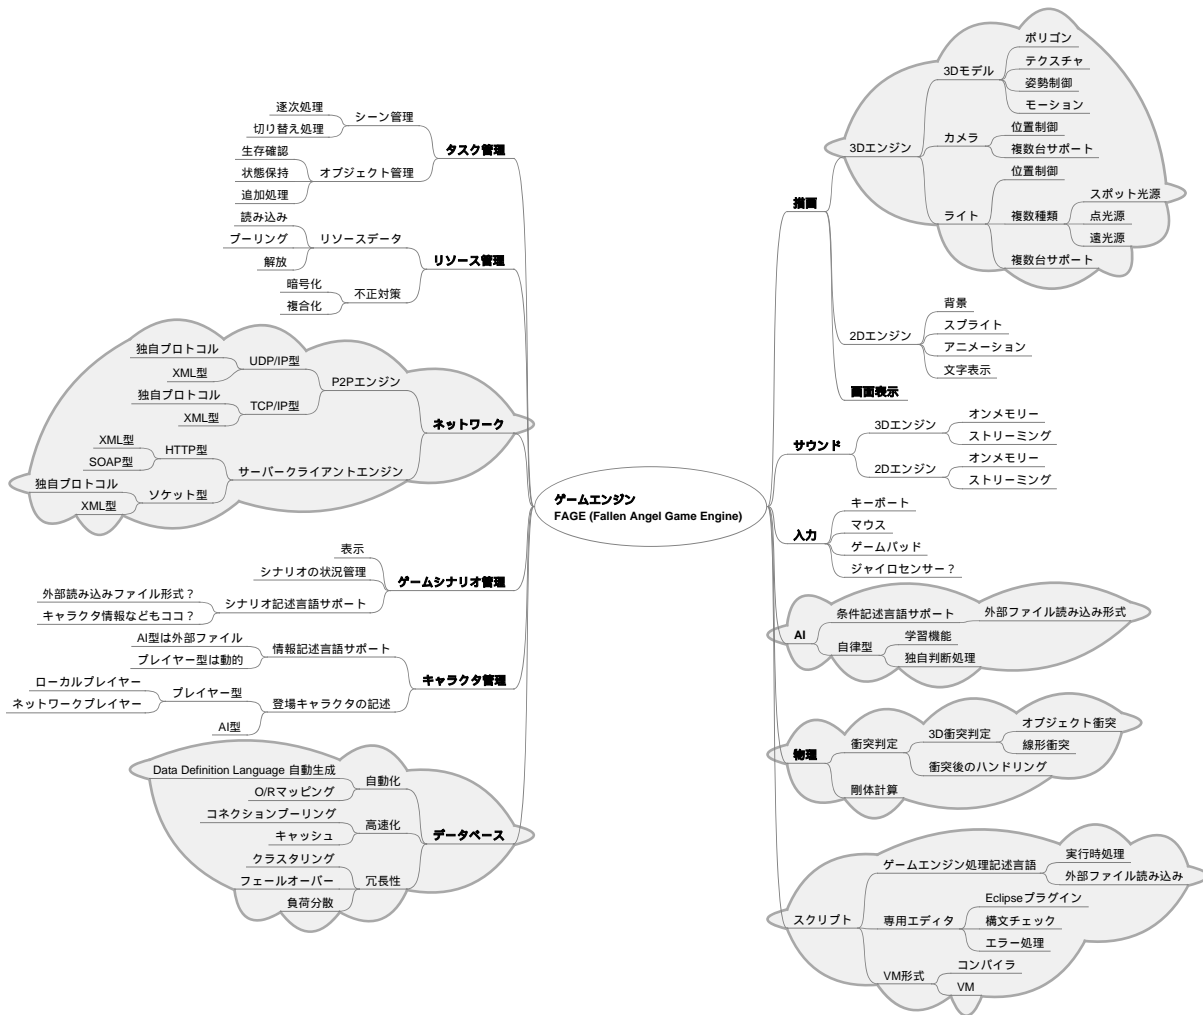 ゲームエンジン
FAGE (Fallen Angel Game Engine)
タスク管理
シーン管理
逐次処理
切り替え処理
オブジェクト管理
生存確認
状態保持
追加処理
リソース管理
リソースデータ
読み込み
プーリング
解放
不正対策
暗号化
複合化
ネットワーク
P2Pエンジン
UDP/IP型
独自プロトコル
XML型
TCP/IP型
独自プロトコル
XML型
サーバークライアントエンジン
HTTP型
XML型
SOAP型
ソケット型
独自プロトコル
XML型
ゲームシナリオ管理
表示
シナリオの状況管理
シナリオ記述言語サポート
外部読み込みファイル形式？
キャラクタ情報などもココ？
キャラクタ管理
情報記述言語サポート
AI型は外部ファイル
プレイヤー型は動的
登場キャラクタの記述
プレイヤー型
ローカルプレイヤー
ネットワークプレイヤー
AI型
データベース
自動化
Data Definition Language 自動生成
O/Rマッピング
高速化
コネクションプーリング
キャッシュ
冗長性
クラスタリング
フェールオーバー
負荷分散
描画
3Dエンジン
3Dモデル
ポリゴン
テクスチャ
姿勢制御
モーション
カメラ
位置制御
複数台サポート
ライト
位置制御
複数種類
スポット光源
点光源
遠光源
複数台サポート
2Dエンジン
背景
スプライト
アニメーション
文字表示
画面表示
サウンド
3Dエンジン
オンメモリー
ストリーミング
2Dエンジン
オンメモリー
ストリーミング
入力
キーボート
マウス
ゲームパッド
ジャイロセンサー？
AI
条件記述言語サポート
外部ファイル読み込み形式
自律型
学習機能
独自判断処理
物理
衝突判定
3D衝突判定
オブジェクト衝突
線形衝突
衝突後のハンドリング
剛体計算
スクリプト
ゲームエンジン処理記述言語
実行時処理
外部ファイル読み込み
専用エディタ
Eclipseプラグイン
構文チェック
エラー処理
VM形式
コンパイラ
VM